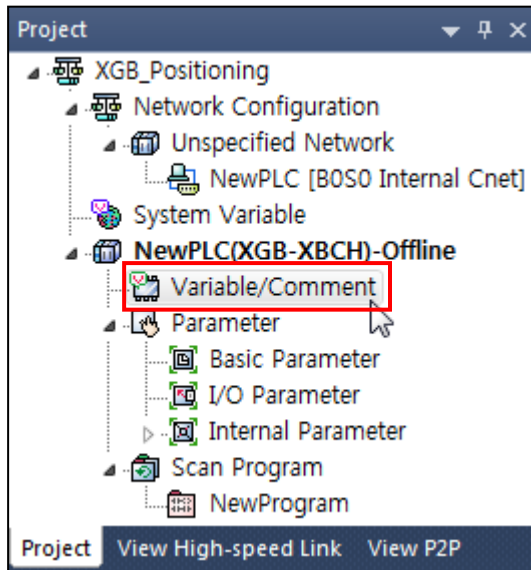 Project
XGB_Positioning
Network Configuration
Unspecified Network
NewPLC [B0S0 Internal Cnet]
System Variable
NewPLC(XGB-XBCH)-Offline
Variable/Comment
Parameter
Basic Parameter
I/O Parameter
Internal Parameter
Scan Program
NewProgram
Project View High-speed Link View P2P